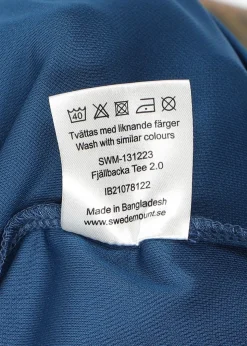 40
Tvättas med liknande färger
Wash with similar colours
SWM-131223
Fjällbacka Tee 2.0
IB21078122
Made in Bangladesh
www.swedemount.se